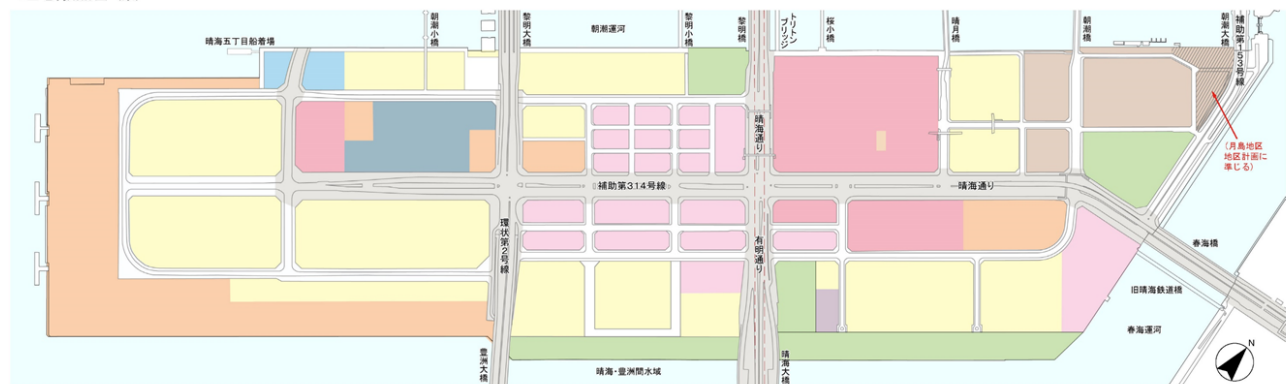 朝潮小橋
黎明大橋
朝潮運河
黎明小橋
黎明橋
トリトン
ブリッジ
桜小橋
晴月橋
朝潮橋
朝潮大橋
補助第153号線
晴海五丁目船着場
晴海通り
(月島地区
地区計画に
準じる)
補助第314号線
晴海通り
環状第2号線
有明通り
春海橋
旧晴海鉄道橋
春海運河
豊洲大橋
晴海・豊洲間水域
晴海大橋
N